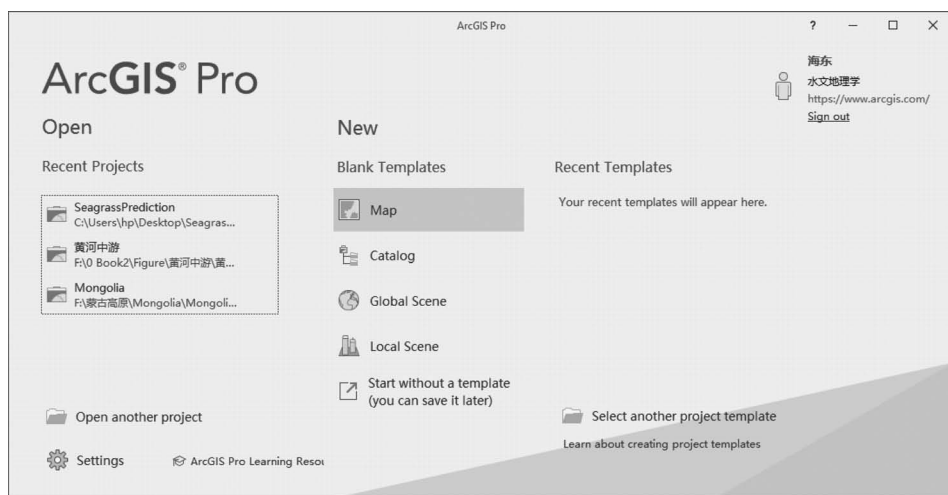 ArcGIS Pro
?
海东
水文地理学
https://www.arcgis.com/
Sign out
ArcGIS® Pro
Open
Recent Projects
SeagrassPrediction
C:\Users\hp\Desktop\Seagras...
黄河中游
F:\0 Book2\Figure\黄河中游\黄...
Mongolia
F:\蒙古高原\Mongolia\Mongoli...
Open another project
Settings
ArcGIS Pro Learning Resou
New
Blank Templates
Map
Catalog
Global Scene
Local Scene
Start without a template
(you can save it later)
Recent Templates
Your recent templates will appear here.
Select another project template
Learn about creating project templates